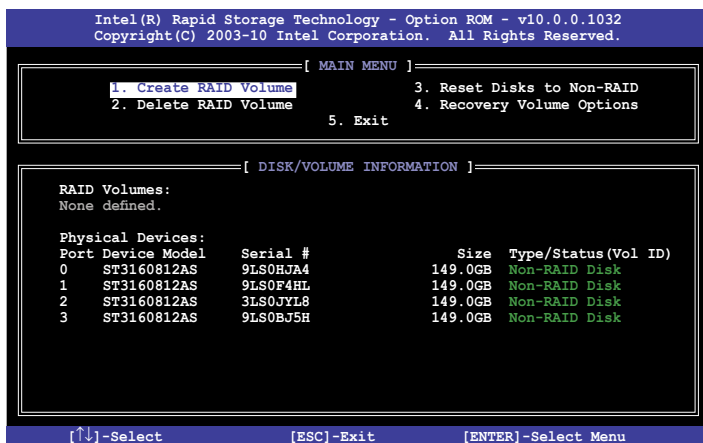 Intel(R) Rapid Storage Technology - Option ROM - v10.0.0.1032
Copyright(C) 2003-10 Intel Corporation. All Rights Reserved.
[ MAIN MENU ]
1. Create RAID Volume 3. Reset Disks to Non-RAID
2. Delete RAID Volume 4. Recovery Volume Options
5. Exit
[ DISK/VOLUME INFORMATION ]
RAID Volumes:
None defined.
Physical Devices:
Port Device Model Serial # Size Type/Status(Vol ID)
0 ST3160812AS 9LS0HJA4 149.0GB Non-RAID Disk
1 ST3160812AS 9LS0F4HL 149.0GB Non-RAID Disk
2 ST3160812AS 3LS0JYL8 149.0GB Non-RAID Disk
3 ST3160812AS 9LS0BJ5H 149.0GB Non-RAID Disk
[↑↓]-Select [ESC]-Exit [ENTER]-Select Menu